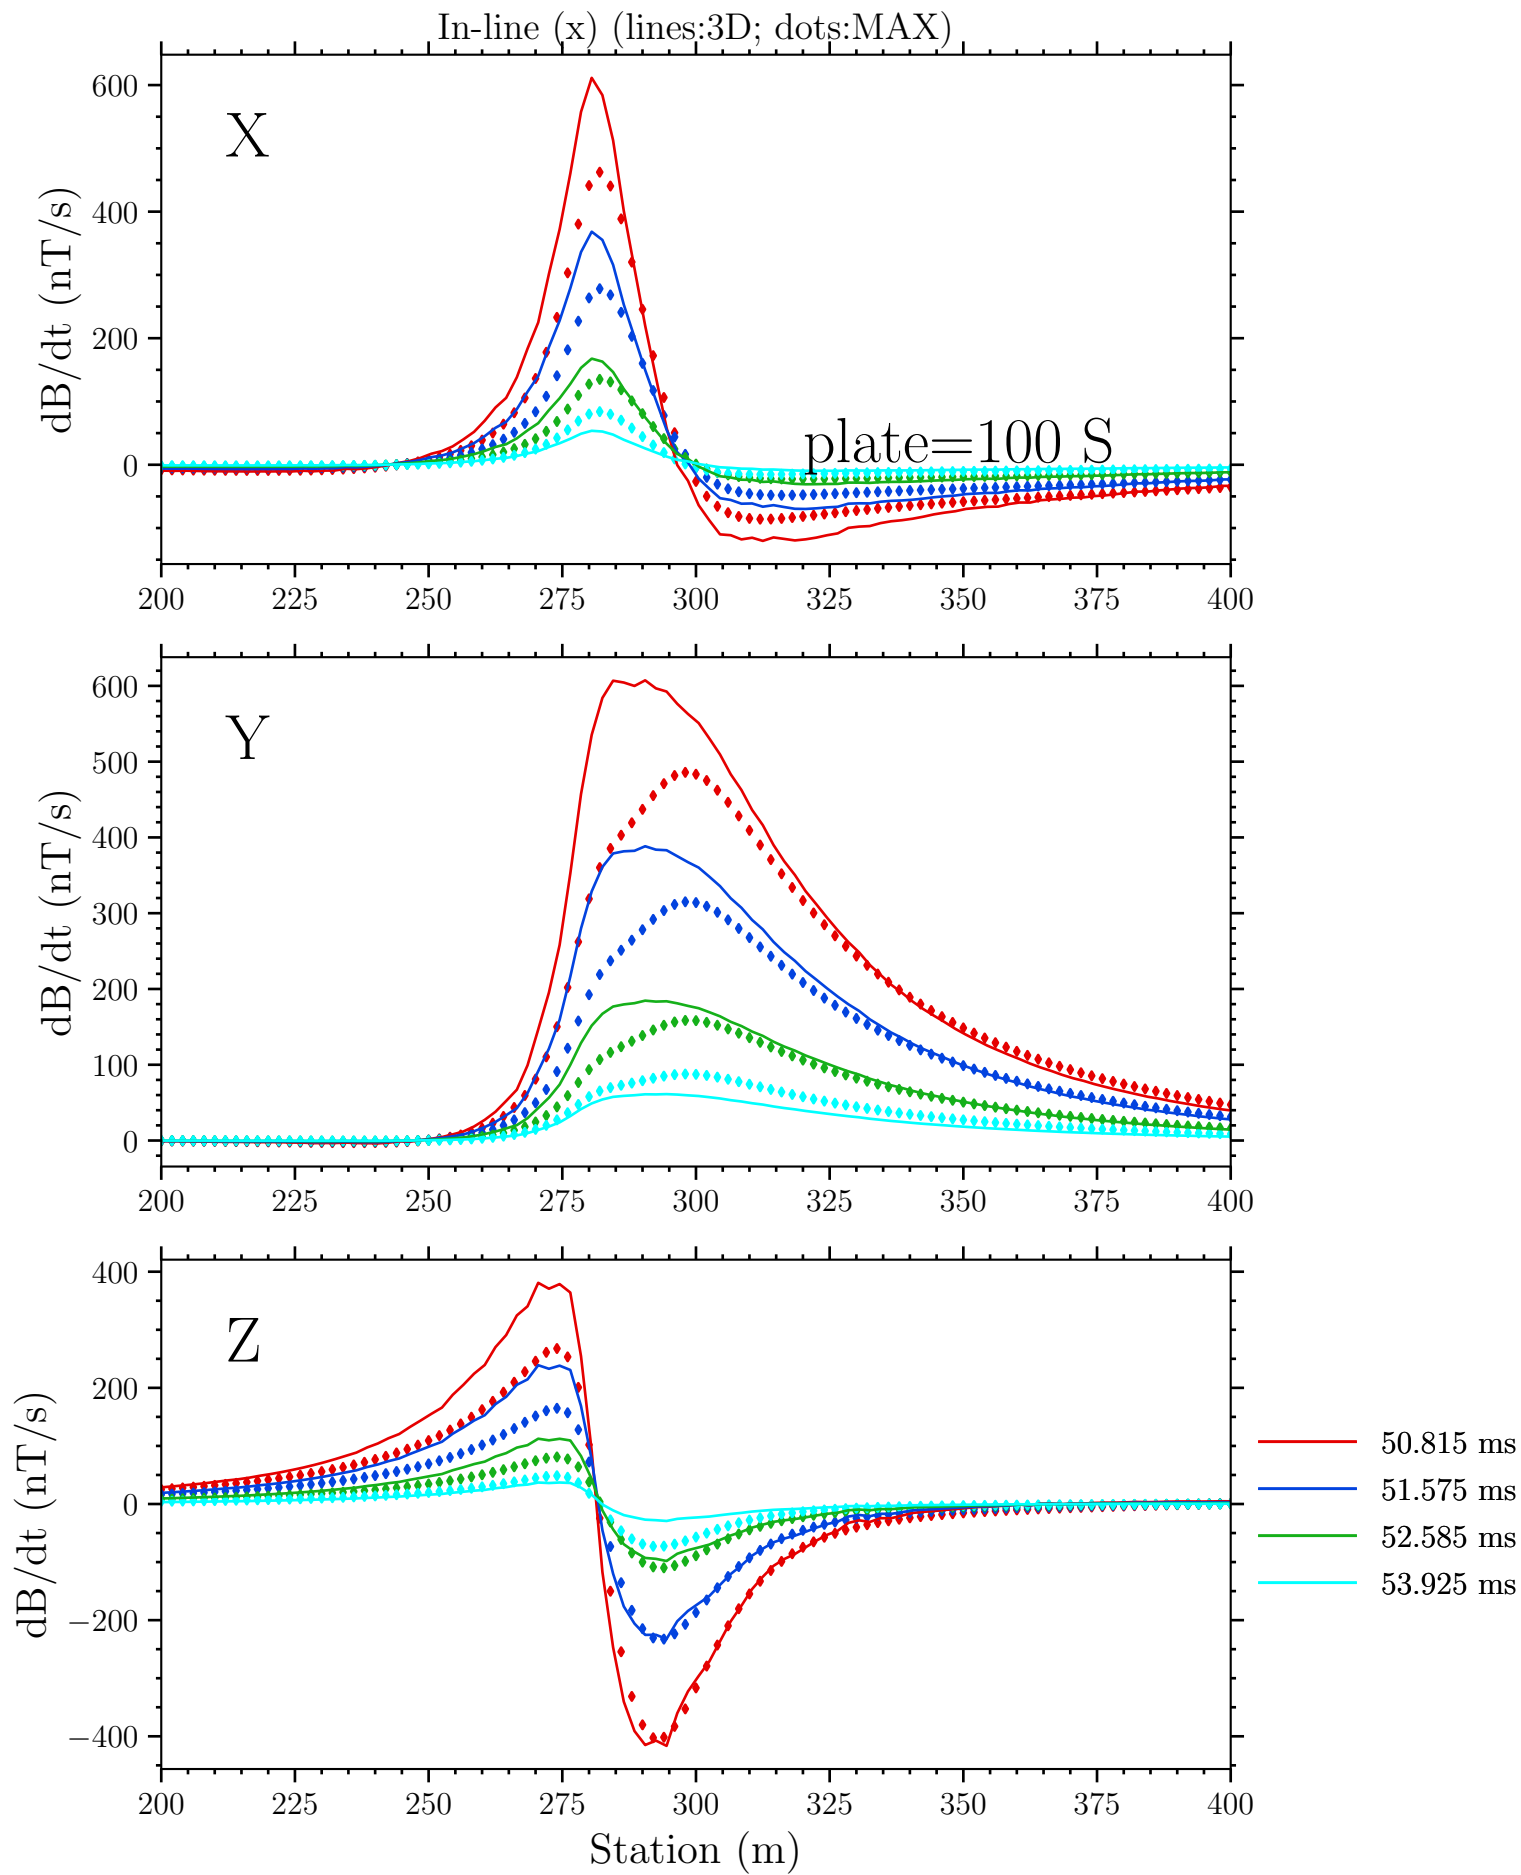 In-line (x) (lines:3D; dots:MAX)
600
400
200
0
dB/dt (nT/s)
X
plate=100 S
200 225 250 275 300 325 350 375 400
600
500
400
300
200
100
0
dB/dt (nT/s)
Y
200 225 250 275 300 325 350 375 400
400
200
0
−200
−400
dB/dt (nT/s)
Z
200 225 250 275 300 325 350 375 400
Station (m)
50.815 ms
51.575 ms
52.585 ms
53.925 ms